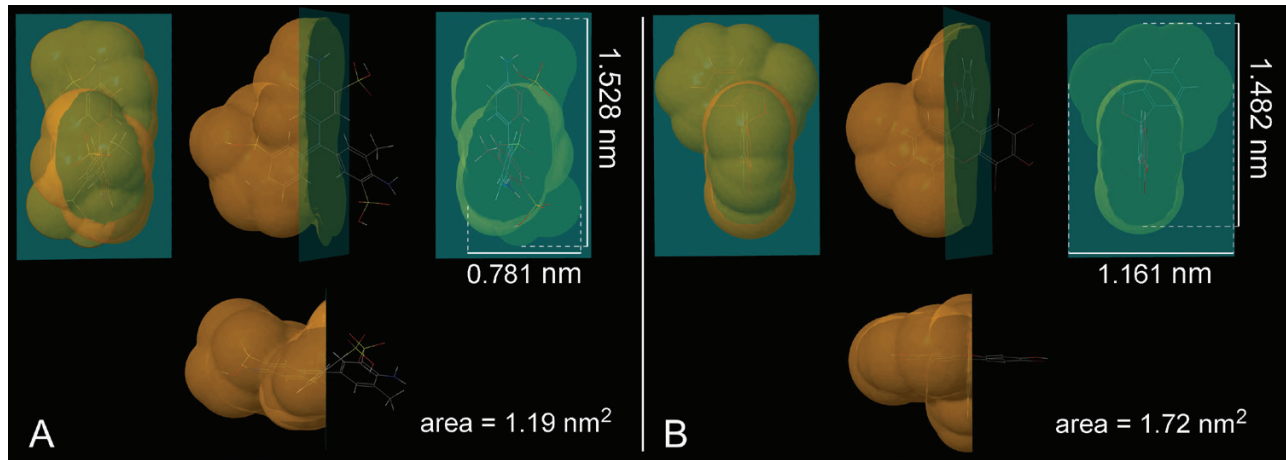 1.528 nm
0.781 nm
A
area = 1.19 nm²
1.482 nm
1.161 nm
B
area = 1.72 nm²